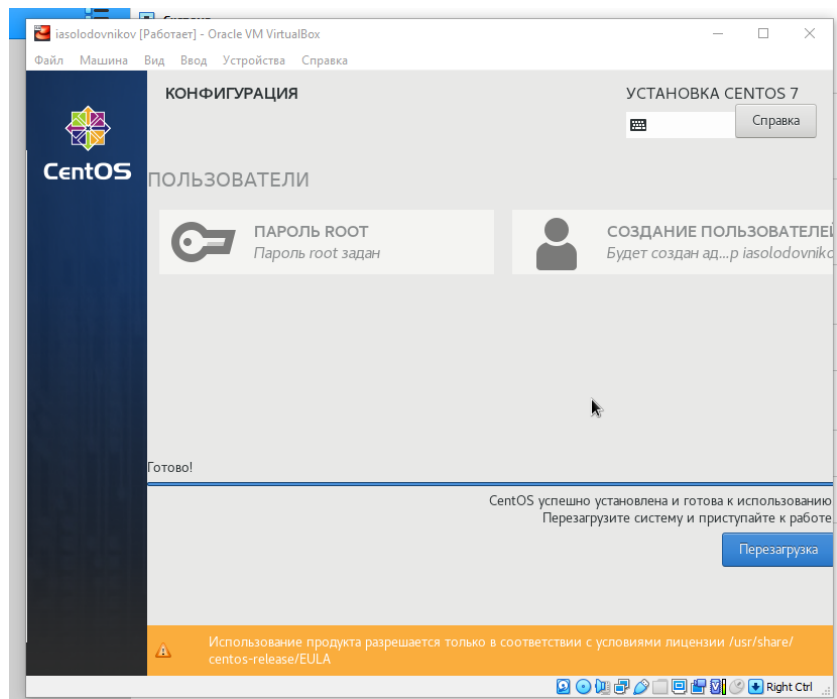 iasolodovnikov [Работает] - Oracle VM VirtualBox
Файл Машина Вид Ввод Устройства Справка
КОНФИГУРАЦИЯ
УСТАНОВКА CENTOS 7
Справка
CentOS
ПОЛЬЗОВАТЕЛИ
ПАРОЛЬ ROOT
Пароль root задан
СОЗДАНИЕ ПОЛЬЗОВАТЕЛЕЙ
Будет создан ад...р iasolodovniko
Готово!
CentOS успешно установлена и готова к использованию
Перезагрузите систему и приступайте к работе
Перезагрузка
Использование продукта разрешается только в соответствии с условиями лицензии /usr/share/
centos-release/EULA
Right Ctrl